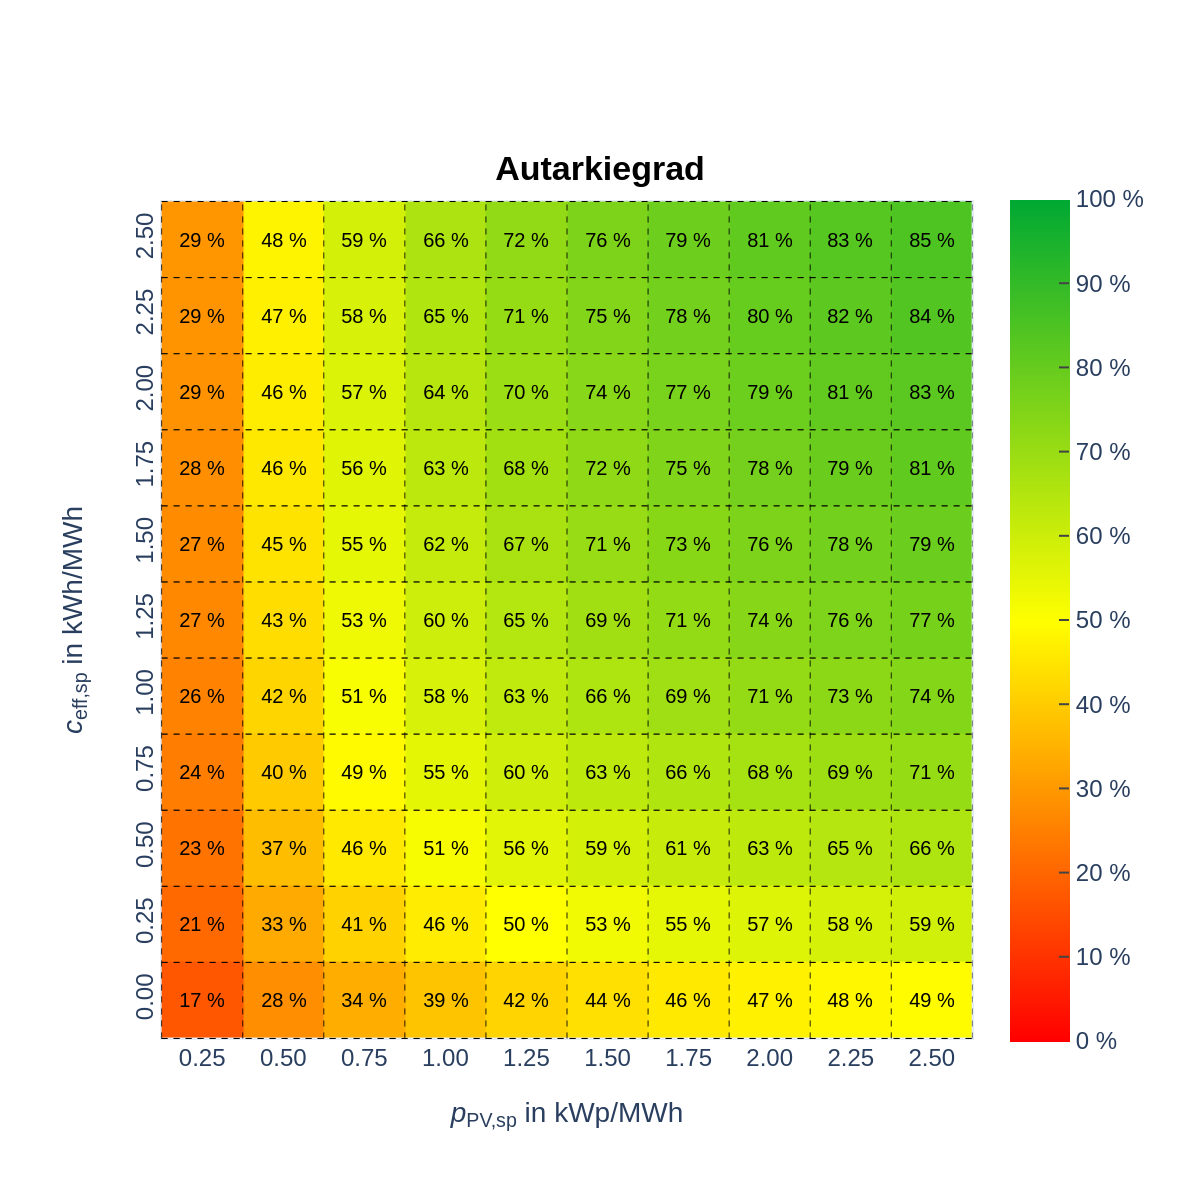 Autarkiegrad
2.50 29 % 48 % 59 % 66 % 72 % 76 % 79 % 81 % 83 % 85 %
2.25 29 % 47 % 58 % 65 % 71 % 75 % 78 % 80 % 82 % 84 %
2.00 29 % 46 % 57 % 64 % 70 % 74 % 77 % 79 % 81 % 83 %
1.75 28 % 46 % 56 % 63 % 68 % 72 % 75 % 78 % 79 % 81 %
1.50 27 % 45 % 55 % 62 % 67 % 71 % 73 % 76 % 78 % 79 %
1.25 27 % 43 % 53 % 60 % 65 % 69 % 71 % 74 % 76 % 77 %
1.00 26 % 42 % 51 % 58 % 63 % 66 % 69 % 71 % 73 % 74 %
0.75 24 % 40 % 49 % 55 % 60 % 63 % 66 % 68 % 69 % 71 %
0.50 23 % 37 % 46 % 51 % 56 % 59 % 61 % 63 % 65 % 66 %
0.25 21 % 33 % 41 % 46 % 50 % 53 % 55 % 57 % 58 % 59 %
0.00 17 % 28 % 34 % 39 % 42 % 44 % 46 % 47 % 48 % 49 %
0.25 0.50 0.75 1.00 1.25 1.50 1.75 2.00 2.25 2.50
pPV,sp in kWp/MWh
ceff,sp in kWh/MWh
100 %
90 %
80 %
70 %
60 %
50 %
40 %
30 %
20 %
10 %
0 %